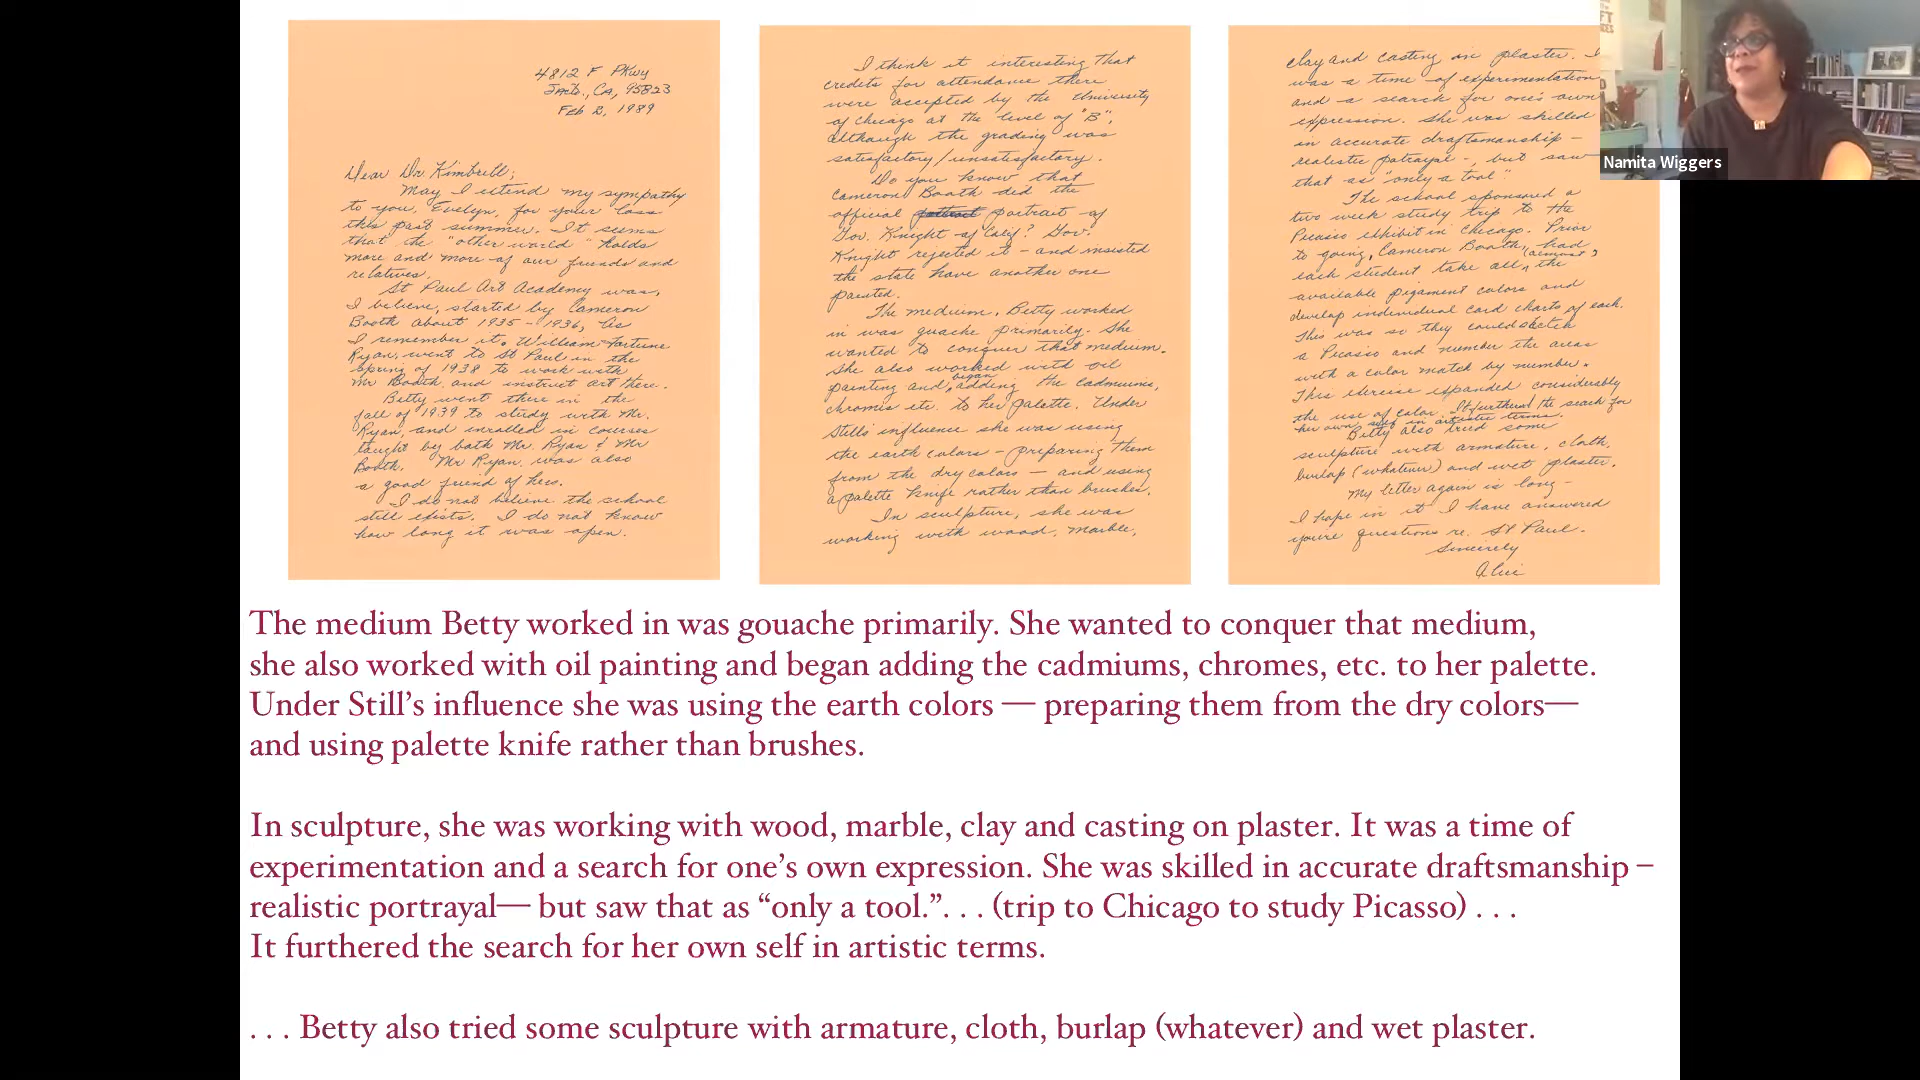 4812 F PKwy
Sacto., CA, 95823
Feb 2, 1989
Dear Dr. Kimbrell;
May I extend my sympathy
to you, Evelyn, for your loss
this past summer. It seems
that the "other world" holds
more and more of our friends and
relatives.
St Paul Art Academy was,
I believe, started by Cameron
Booth about 1935-1936, as
I remember it. William Fortune
Ryan, went to St Paul in the
spring of 1938 to work with
Mr Booth and instruct art there.
Betty went there in the
fall of 1939 to study with Mr.
Ryan, and enrolled in courses
taught by both Mr. Ryan & Mr
Booth. Mr Ryan was also
a good friend of hers.
I do not believe the school
still exists. I do not know
how long it was open.
I think it interesting that
credits for attendance there
were accepted by the University
of Chicago at the level of "B",
although the grading was
satisfactory/unsatisfactory.
Do you know that
Cameron Booth did the
official portrait of
Gov. Knight of Calif? Gov.
Knight rejected it - and insisted
the state have another one
painted.
The medium, Betty worked
in was guache primarily. She
wanted to conquer that medium.
She also worked with oil
painting and began adding the cadmiums,
chromes etc. to her palette. Under
Still's influence she was using
the earth colors - preparing them
from the dry colors - and using
a palette knife rather than brushes.
In sculpture, she was
working with wood, marble,
clay and casting in plaster. I
was a time of experimentation
and a search for one's own
expression. She was skilled
in accurate draftsmanship -
realistic potrayal -, but saw
that as "only a tool"
The school sponsored a
two week study trip to the
Picasso exhibit in Chicago. Prior
to going, Cameron Booth, had
each student take all (almost) the
available pigament colors and
develop individual card charts of each.
This was so they could sketch
a Picasso and number the areas
with a color match by number.
This exercise expanded considerably
the use of color. It furthered the search for
her own self in artistic terms.
Betty also tried some
sculpture with armature, cloth,
burlap (whatever) and wet plaster.
My letter again is long -
I hope in it I have answered
youre questions re. St Paul.
Sincerely
Alice
Namita Wiggers
The medium Betty worked in was gouache primarily. She wanted to conquer that medium,
she also worked with oil painting and began adding the cadmiums, chromes, etc. to her palette.
Under Still’s influence she was using the earth colors — preparing them from the dry colors—
and using palette knife rather than brushes.
In sculpture, she was working with wood, marble, clay and casting on plaster. It was a time of
experimentation and a search for one’s own expression. She was skilled in accurate draftsmanship –
realistic portrayal— but saw that as “only a tool.”. . . (trip to Chicago to study Picasso) . . .
It furthered the search for her own self in artistic terms.
. . . Betty also tried some sculpture with armature, cloth, burlap (whatever) and wet plaster.